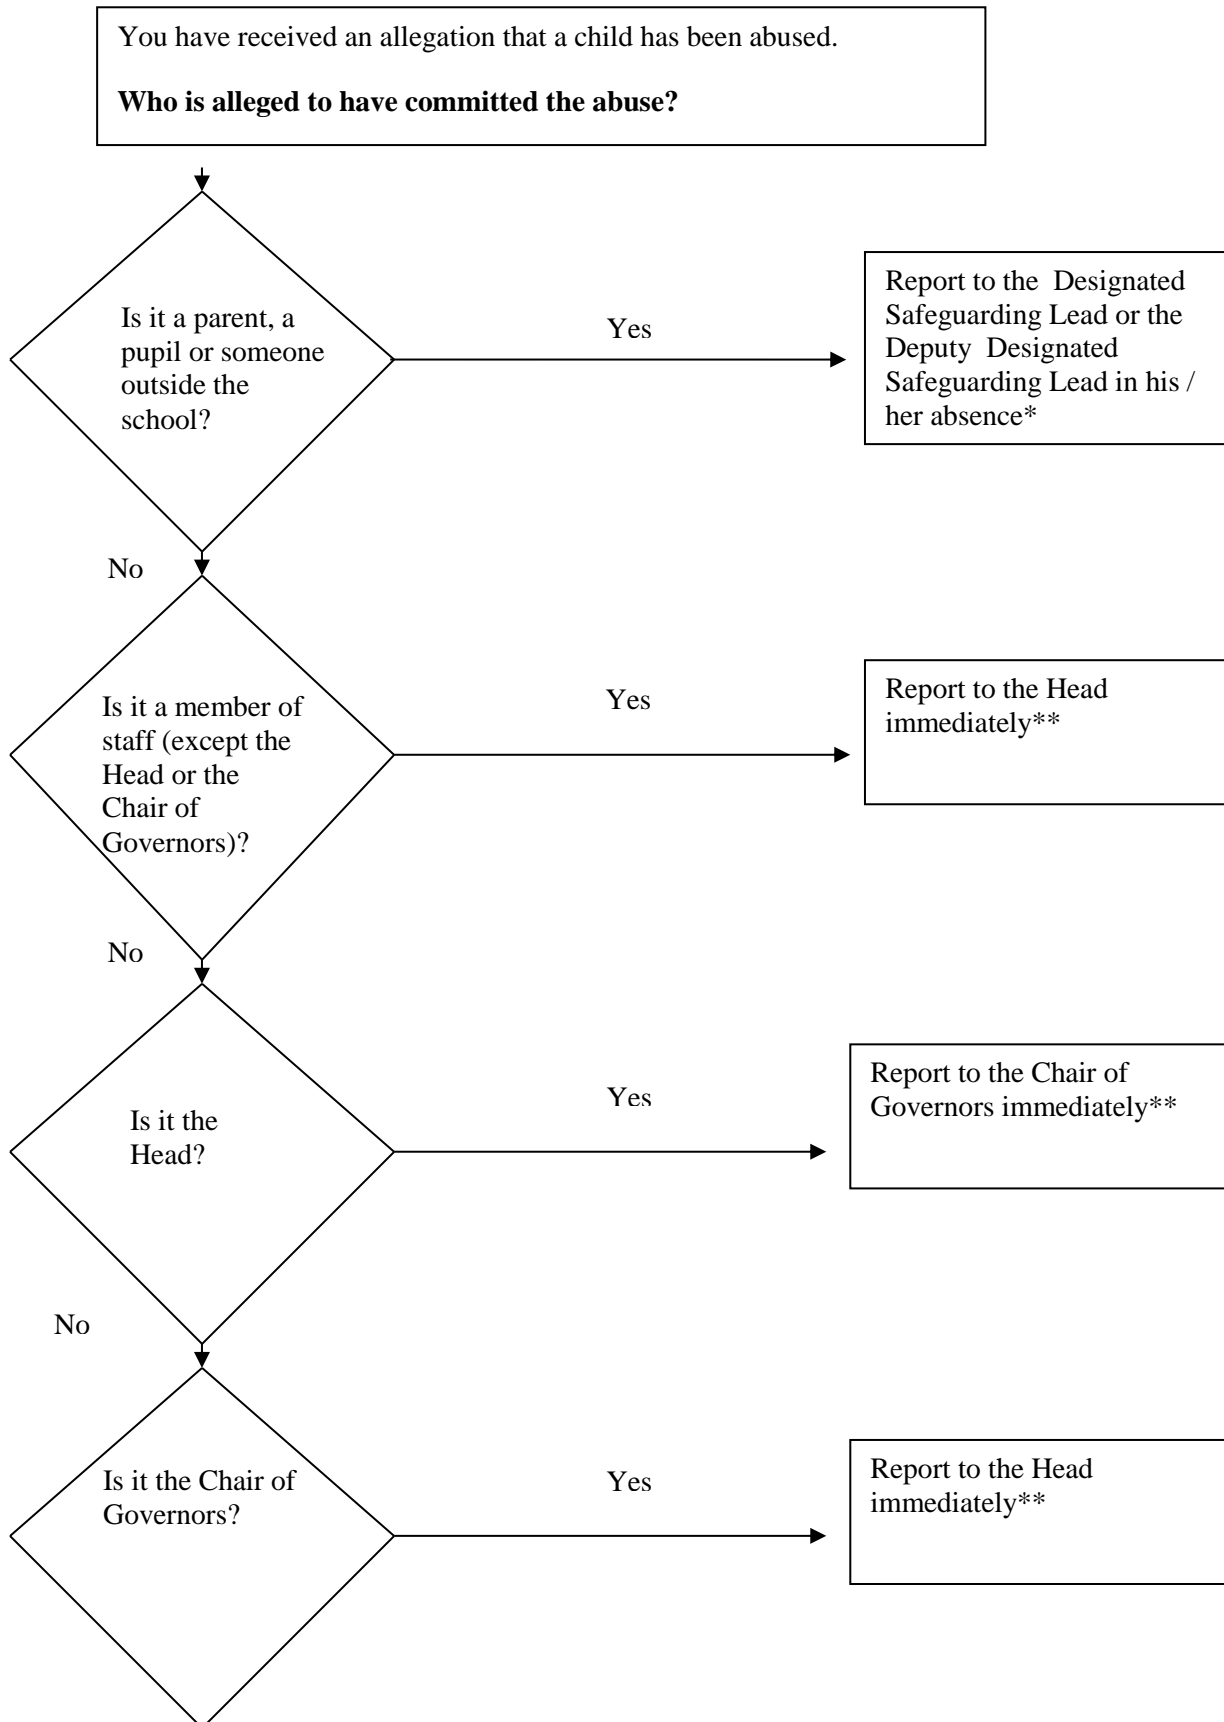 You have received an allegation that a child has been abused.
Who is alleged to have committed the abuse?
Is it a parent, a
pupil or someone
outside the
school?
Yes
Report to the  Designated
Safeguarding Lead or the
Deputy  Designated
Safeguarding Lead in his /
her absence*
No
Is it a member of
staff (except the
Head or the
Chair of
Governors)?
Yes
Report to the Head
immediately**
No
Is it the
Head?
Yes
Report to the Chair of
Governors immediately**
No
Is it the Chair of
Governors?
Yes
Report to the Head
immediately**